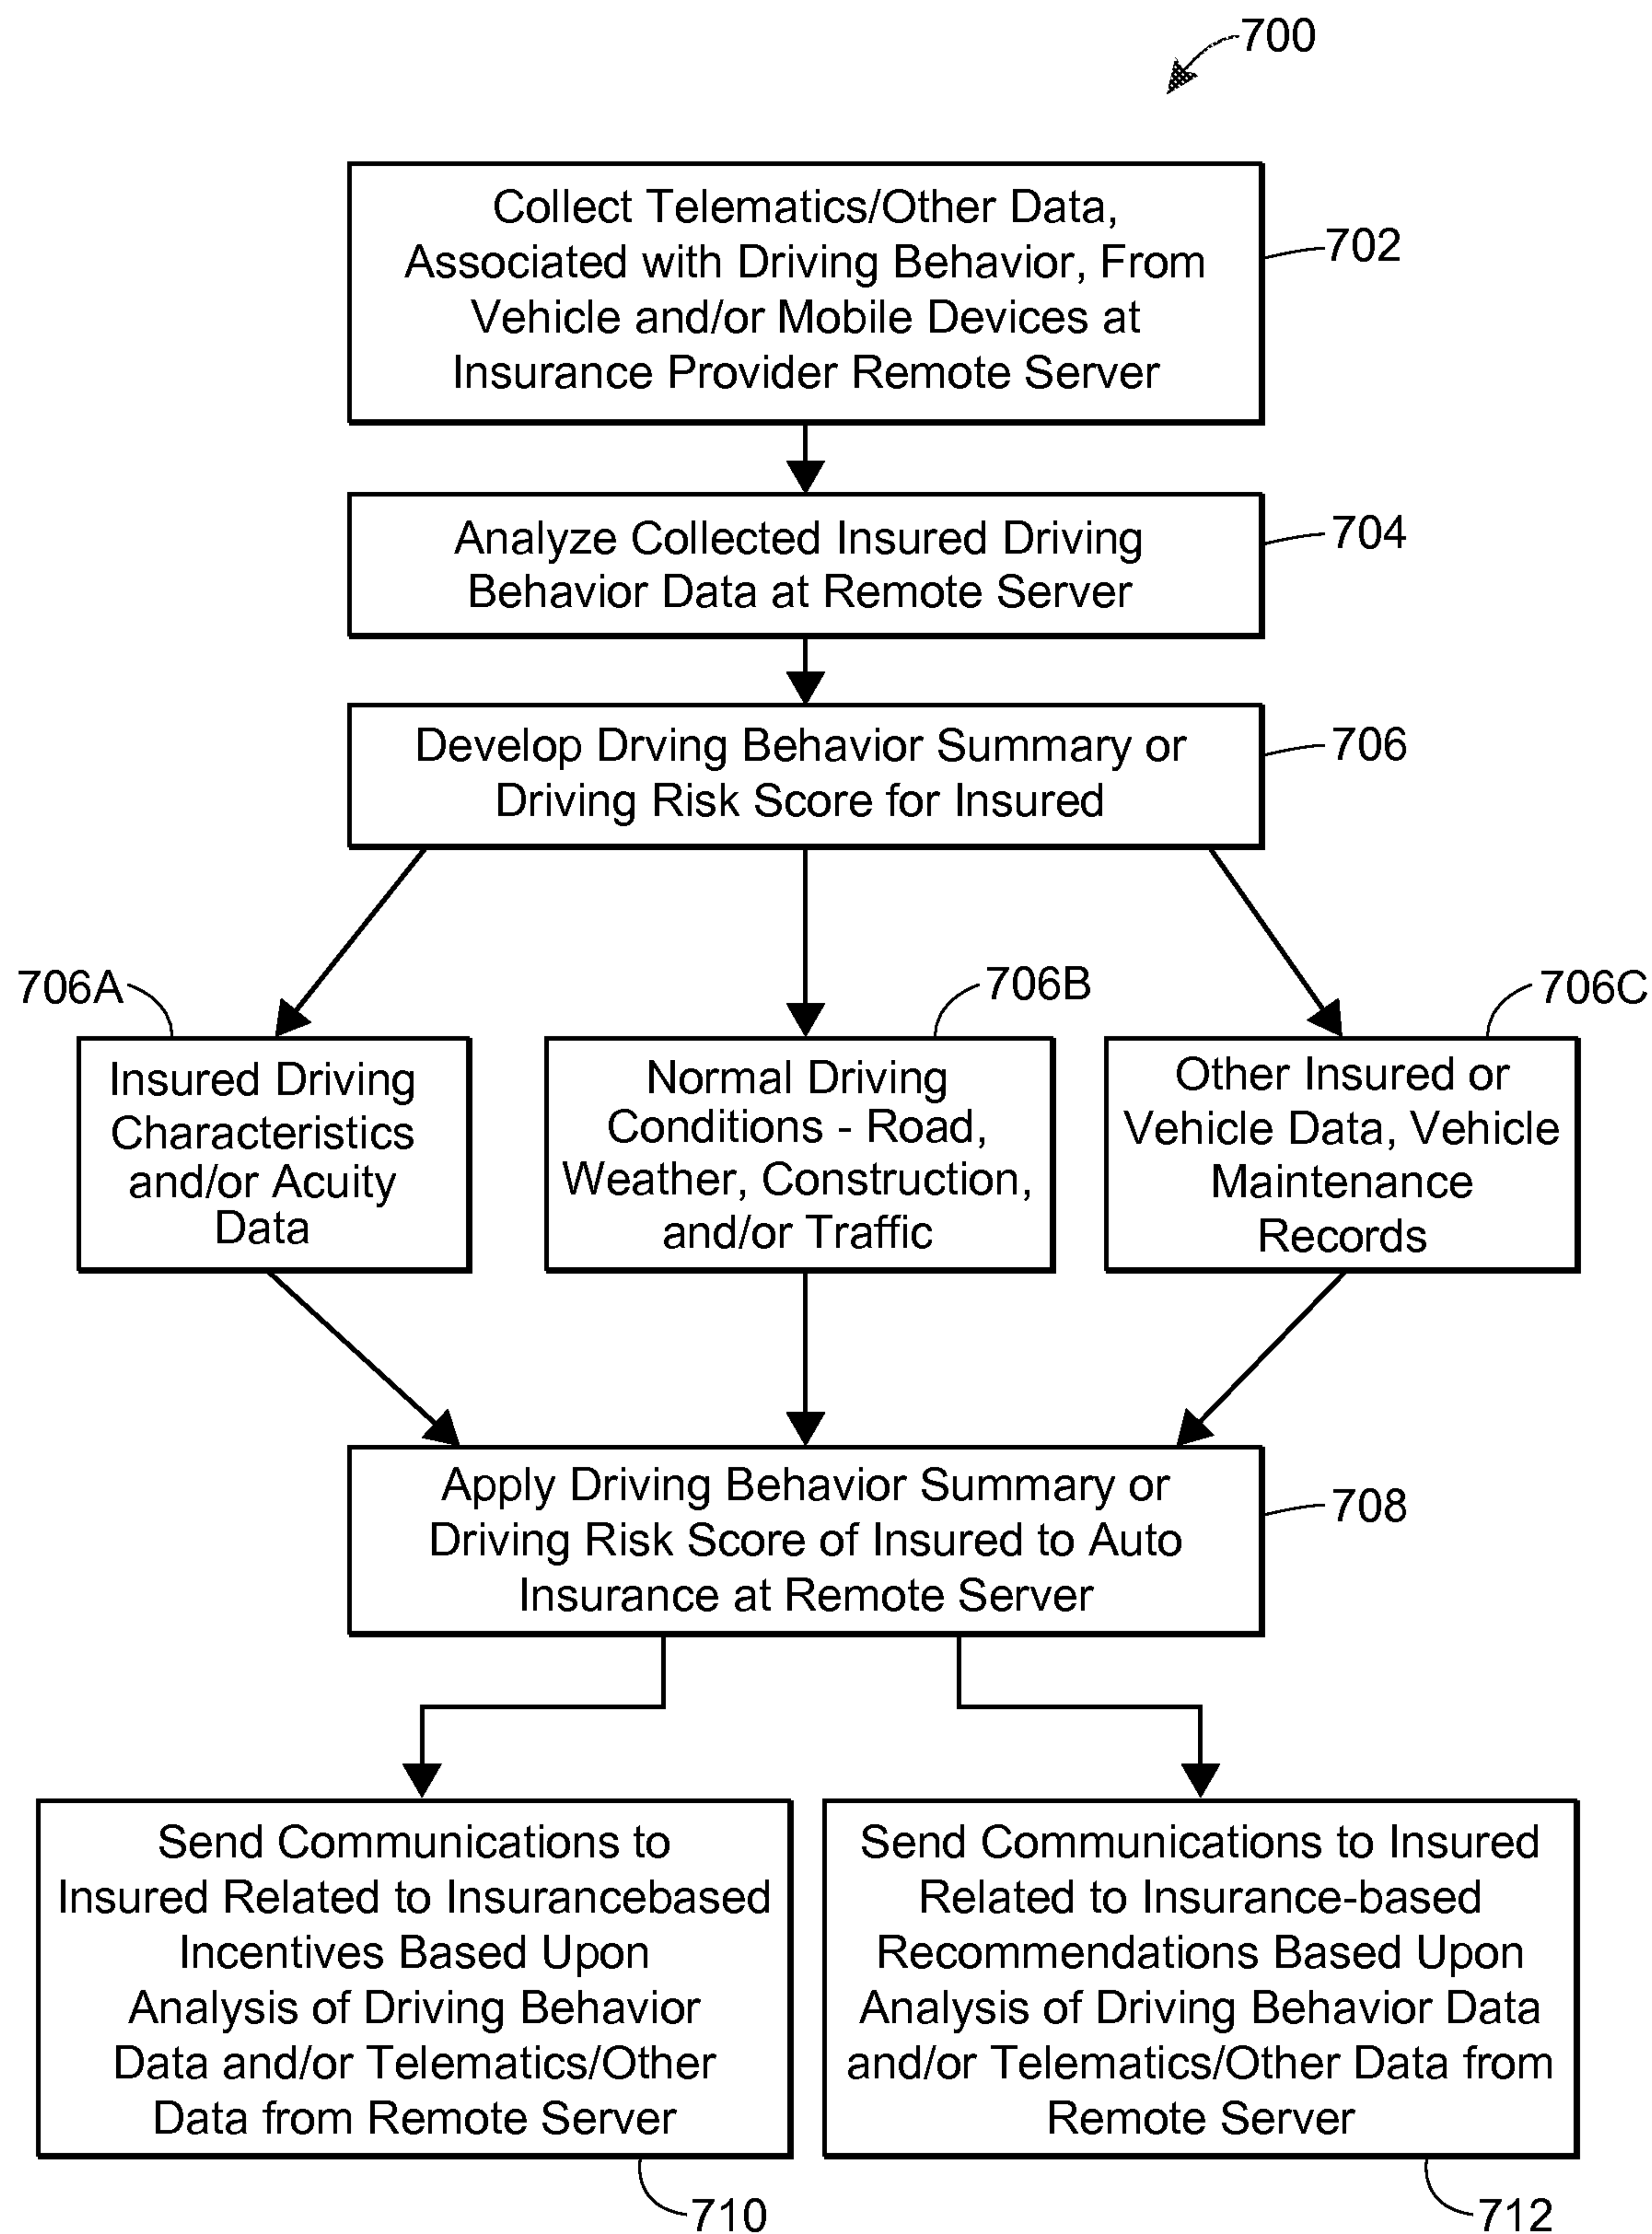 700
Collect Telematics/Other Data,
Associated with Driving Behavior, From
Vehicle and/or Mobile Devices at
Insurance Provider Remote Server
702
Analyze Collected Insured Driving
Behavior Data at Remote Server
704
Develop Drving Behavior Summary or
Driving Risk Score for Insured
706
706A
Insured Driving
Characteristics
and/or Acuity
Data
706B
Normal Driving
Conditions - Road,
Weather, Construction,
and/or Traffic
706C
Other Insured or
Vehicle Data, Vehicle
Maintenance
Records
Apply Driving Behavior Summary or
Driving Risk Score of Insured to Auto
Insurance at Remote Server
708
Send Communications to
Insured Related to Insurancebased
Incentives Based Upon
Analysis of Driving Behavior
Data and/or Telematics/Other
Data from Remote Server
710
Send Communications to Insured
Related to Insurance-based
Recommendations Based Upon
Analysis of Driving Behavior Data
and/or Telematics/Other Data from
Remote Server
712